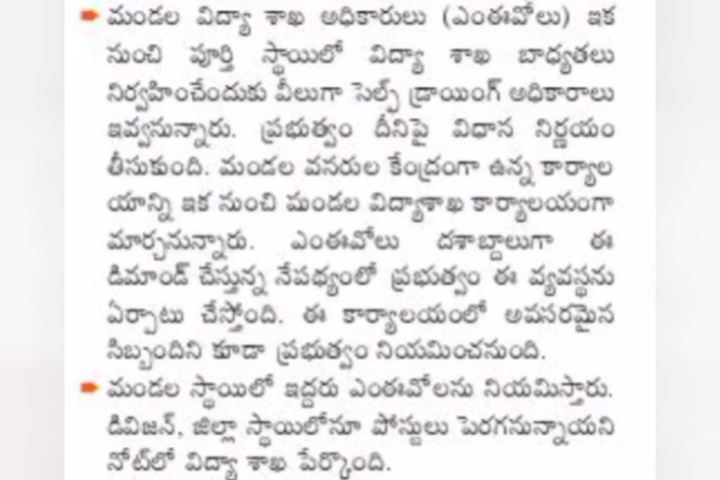 మండల విద్యా శాఖ అధికారులు (ఎంఈవోలు) ఇక
నుంచి పూర్తి స్థాయిలో విద్యా శాఖ బాధ్యతలు
నిర్వహించేందుకు వీలుగా సెల్ఫ్ డ్రాయింగ్ అధికారాలు
ఇవ్వనున్నారు. ప్రభుత్వం దీనిపై విధాన నిర్ణయం
తీసుకుంది. మండల వనరుల కేంద్రంగా ఉన్న కార్యాల
యాన్ని ఇక నుంచి మండల విద్యాశాఖ కార్యాలయంగా
మార్చనున్నారు. ఎంఈవోలు దశాబ్దాలుగా ఈ
డిమాండ్ చేస్తున్న నేపథ్యంలో ప్రభుత్వం ఈ వ్యవస్థను
ఏర్పాటు చేస్తోంది. ఈ కార్యాలయంలో అవసరమైన
సిబ్బందిని కూడా ప్రభుత్వం నియమించనుంది.
మండల స్థాయిలో ఇద్దరు ఎంఈవోలను నియమిస్తారు.
డివిజన్, జిల్లా స్థాయిలోనూ పోస్టులు పెరగనున్నాయని
నోట్‌లో విద్యా శాఖ పేర్కొంది.